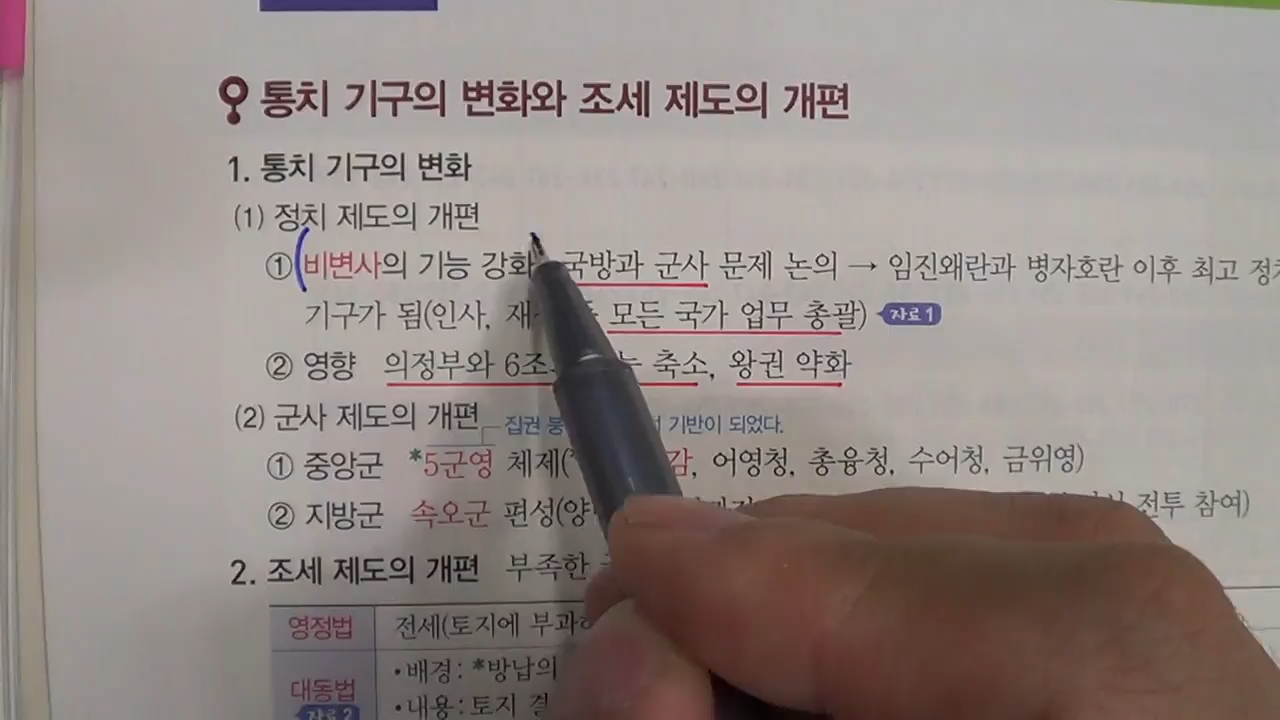 통치 기구의 변화와 조세 제도의 개편
1. 통치 기구의 변화
(1) 정치 제도의 개편
① 비변사의 기능 강화 국방과 군사 문제 논의 → 임진왜란과 병자호란 이후 최고 정치
기구가 됨(인사, 모든 국가 업무 총괄) 자료 1
② 영향 의정부와 6조 축소, 왕권 약화
(2) 군사 제도의 개편
집권 기반이 되었다.
① 중앙군 *5군영 체제( 감, 어영청, 총융청, 수어청, 금위영)
② 지방군 속오군 편성( 전투 참여)
2. 조세 제도의 개편 부족한
영정법 전세(토지에
대동법 •배경: *방납의
자료 2 •내용: 토지